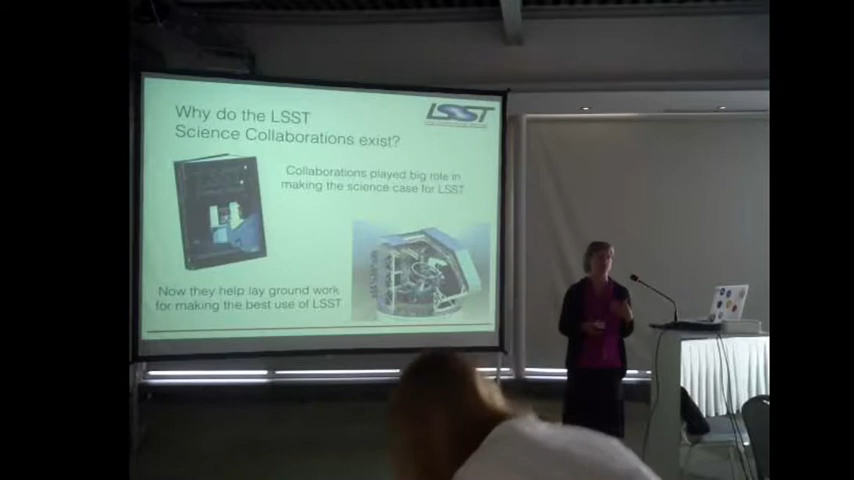 Why do the LSST
Science Collaborations exist?
LSST
Collaborations played big role in
making the science case for LSST
Now they help lay ground work
for making the best use of LSST